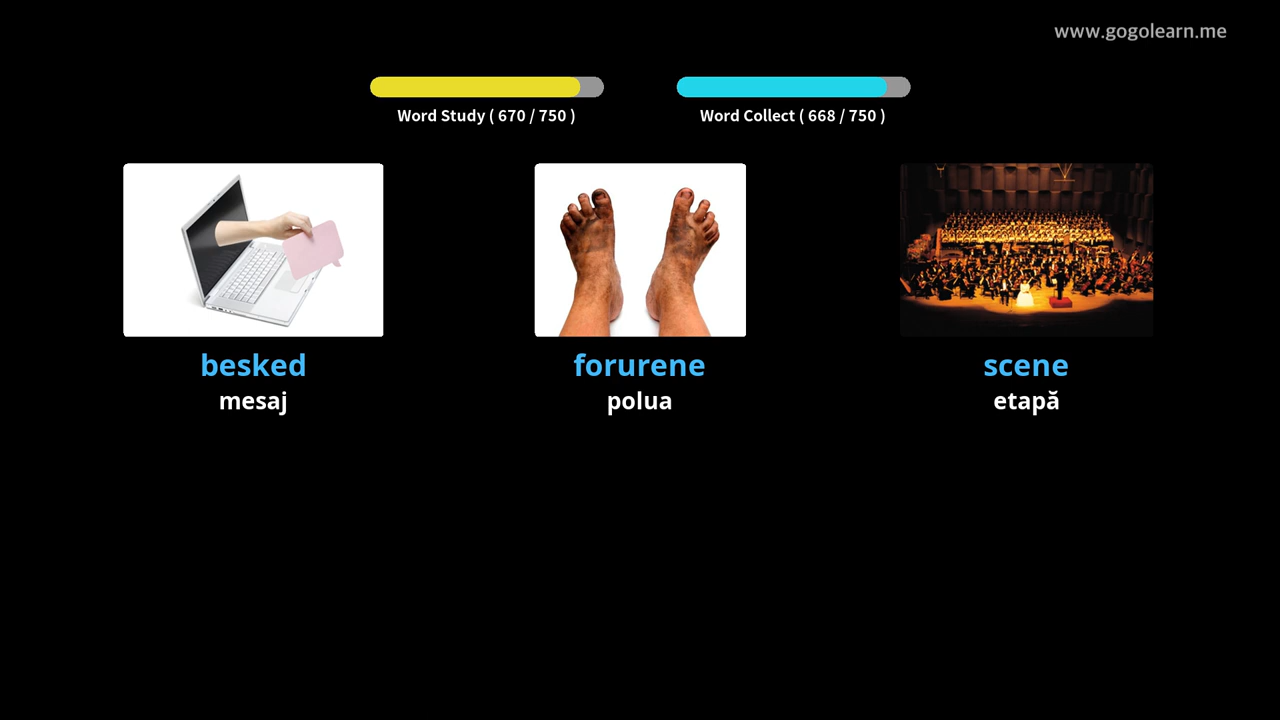 www.gogolearn.me
Word Study ( 670 / 750 )
Word Collect ( 668 / 750 )
besked
mesaj
forurene
polua
scene
etapă